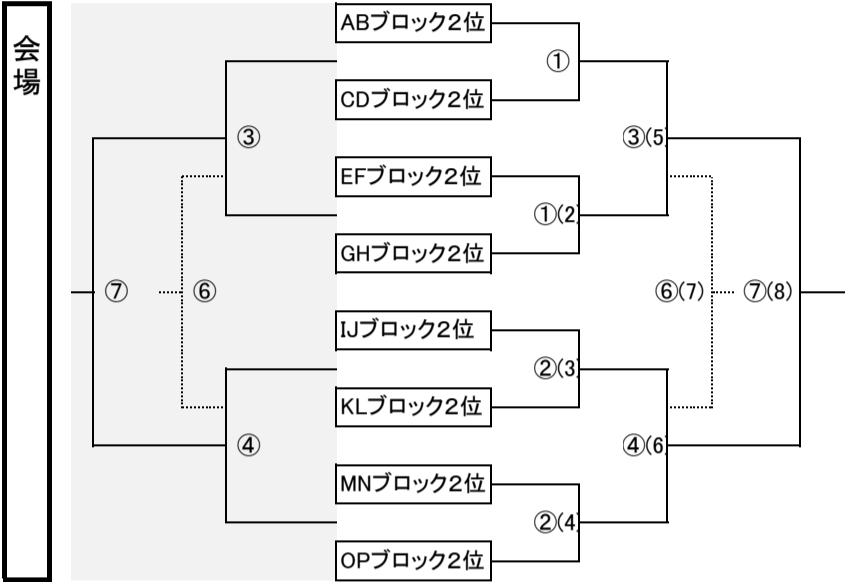 会場
ABブロック２位
①
CDブロック２位
③
③(5)
EFブロック２位
①(2)
GHブロック２位
⑦
⑥
⑥(7)
⑦(8)
IJブロック２位
②(3)
KLブロック２位
④
④(6)
MNブロック２位
②(4)
OPブロック２位